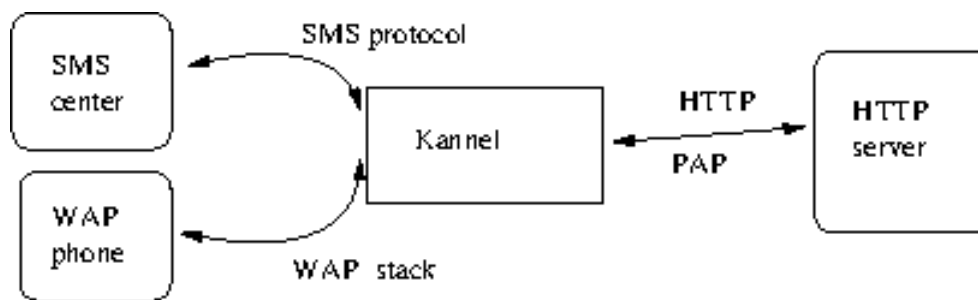 SMS protocol
SMS
center
HTTP
HTTP
server
Kannel
PAP
WAP
phone
WAP stack